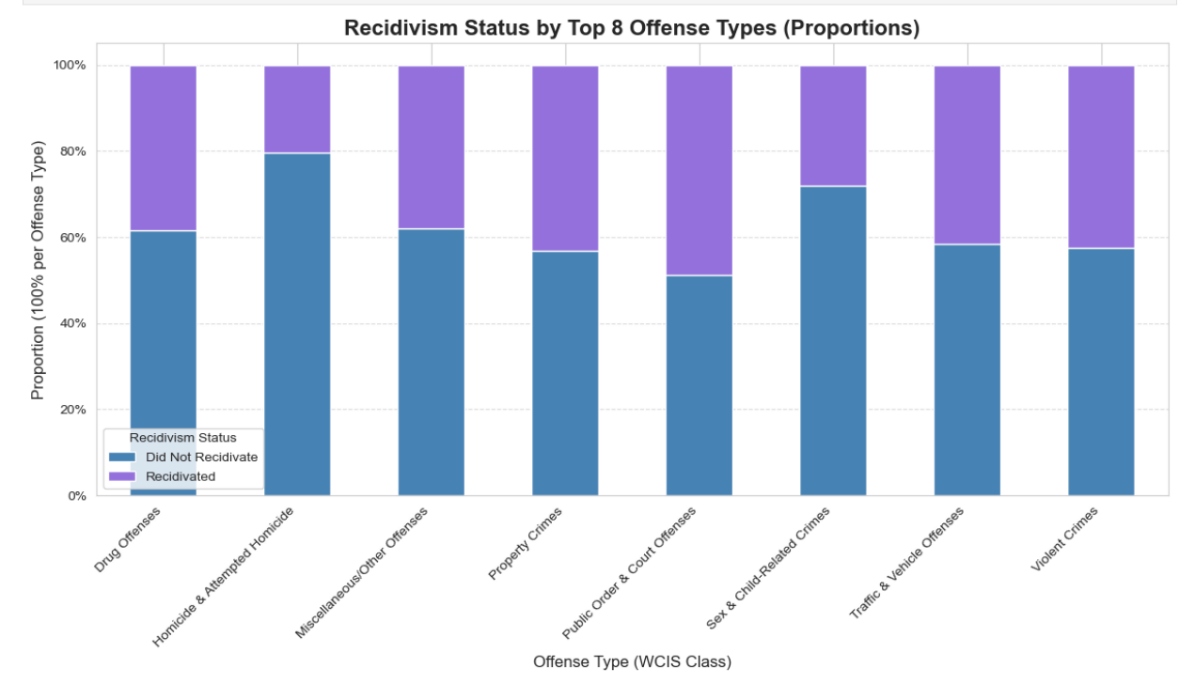 Recidivism Status by Top 8 Offense Types (Proportions)
Proportion (100% per Offense Type)
100%
80%
60%
40%
20%
0%
Recidivism Status
Did Not Recidivate
Recidivated
Drug Offenses
Homicide & Attempted Homicide
Miscellaneous/Other Offenses
Property Crimes
Public Order & Court Offenses
Sex & Child-Related Crimes
Traffic & Vehicle Offenses
Violent Crimes
Offense Type (WCIS Class)